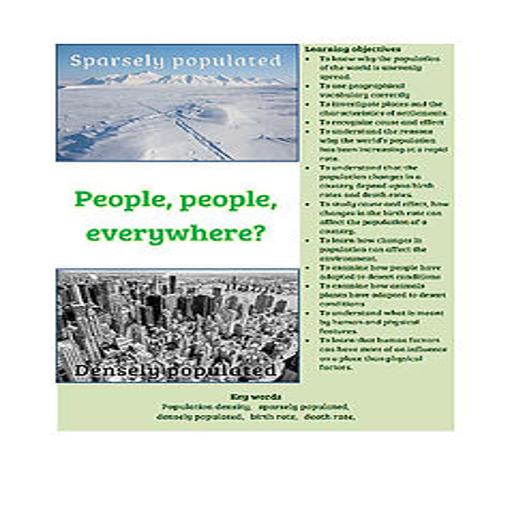 Sparsely populated
People, people,
everywhere?
Densely populated
Learning objectives
To know why the population
of the world is unevenly
spread.
To use geographical
vocabulary correctly
To investigate places and the
characteristics of settlements.
To recognise cause and effect
To understand the reasons
why the world's population
has been increasing at a rapid
rate.
To understand that the
population changes in a
country depend upon birth
rates and death rates.
To study cause and effect, how
changes in the birth rate can
affect the population of a
country.
To learn how changes in
population can affect the
environment.
To examine how people have
adapted to desert conditions
To examine how animals
plants have adapted to desert
conditions
To understand what is meant
by human and physical
features.
To learn that human factors
can have more of an influence
on a place than physical
factors.
Key words
Population density, sparsely populated,
densely populated, birth rate, death rate,